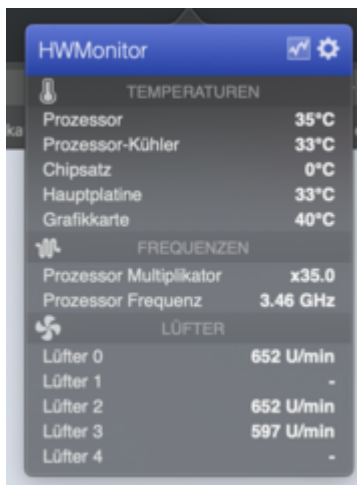 HWMonitor
TEMPERATUREN
Prozessor 35°C
Prozessor-Kühler 33°C
Chipsatz 0°C
Hauptplatine 33°C
Grafikkarte 40°C
FREQUENZEN
Prozessor Multiplikator x35.0
Prozessor Frequenz 3.46 GHz
LÜFTER
Lüfter 0 652 U/min
Lüfter 1 -
Lüfter 2 652 U/min
Lüfter 3 597 U/min
Lüfter 4 -